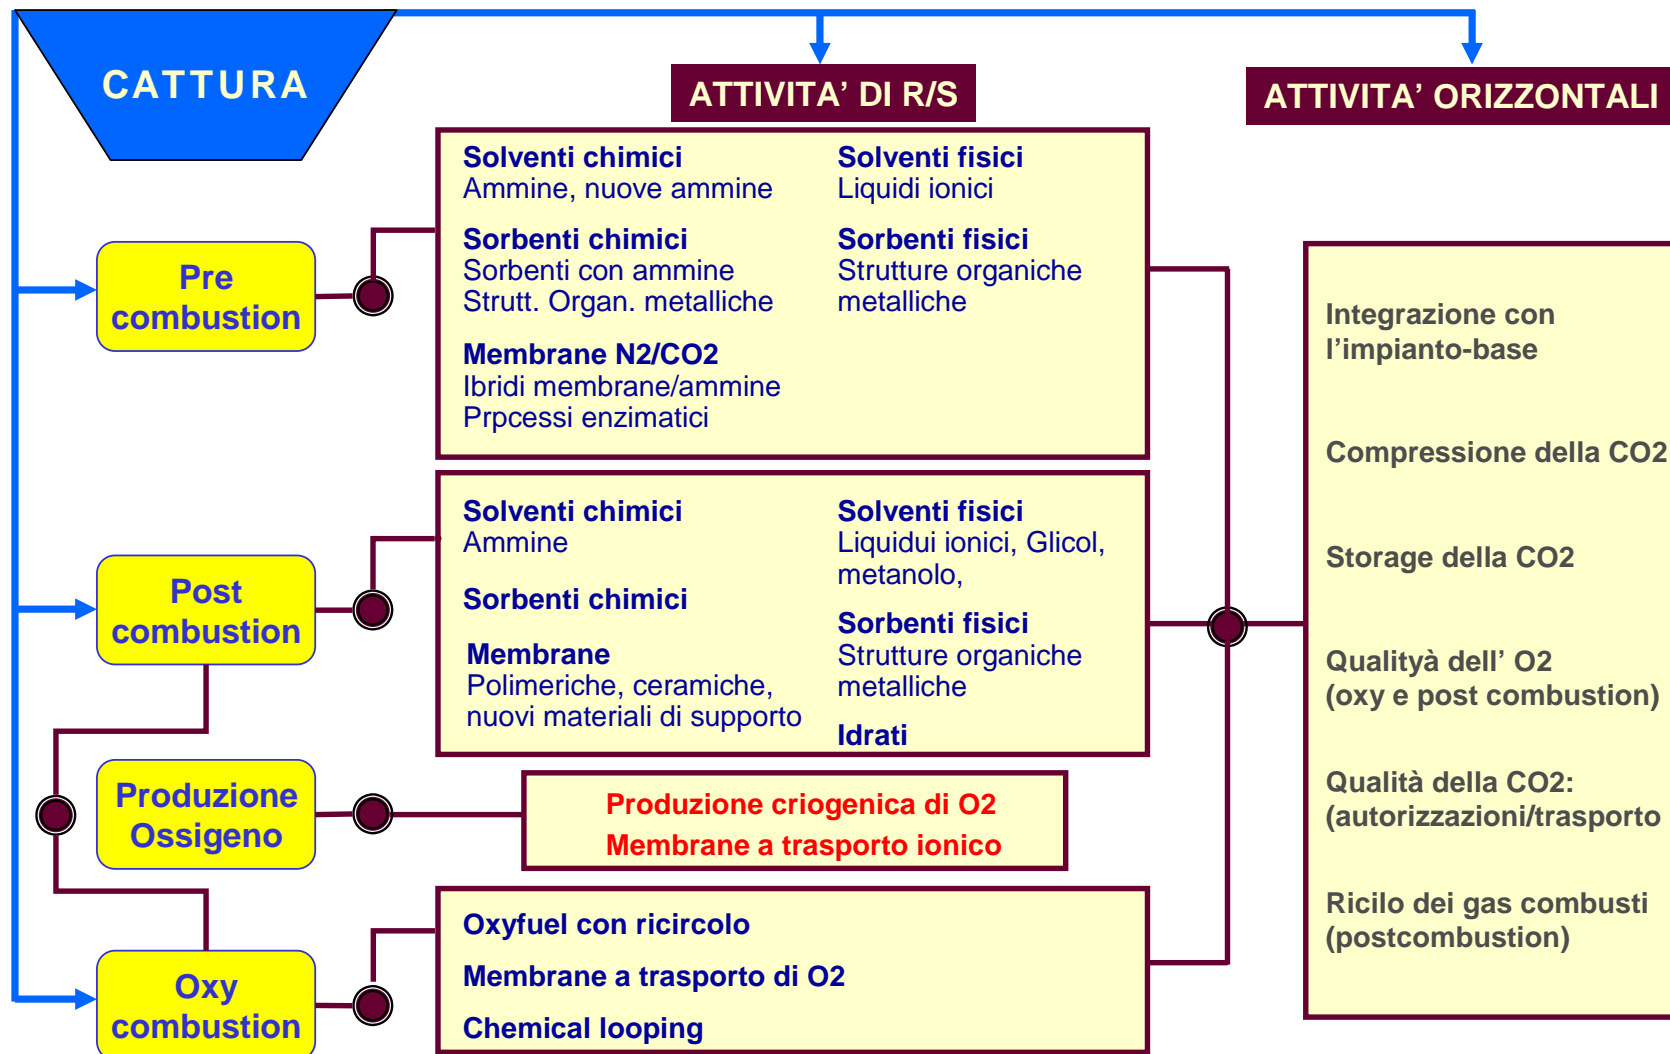 CATTURA
ATTIVITA’ DI R/S
ATTIVITA’ ORIZZONTALI
Pre
combustion
Solventi chimici
Ammine, nuove ammine
Sorbenti chimici
Sorbenti con ammine
Strutt. Organ. metalliche
Membrane N2/CO2
Ibridi membrane/ammine
Prpcessi enzimatici
Solventi fisici
Liquidi ionici
Sorbenti fisici
Strutture organiche
metalliche
Post
combustion
Solventi chimici
Ammine
Sorbenti chimici
Membrane
Polimeriche, ceramiche,
nuovi materiali di supporto
Solventi fisici
Liquidui ionici, Glicol,
metanolo,
Sorbenti fisici
Strutture organiche
metalliche
Idrati
Produzione
Ossigeno
Produzione criogenica di O2
Membrane a trasporto ionico
Oxy
combustion
Oxyfuel con ricircolo
Membrane a trasporto di O2
Chemical looping
Integrazione con
l’impianto-base
Compressione della CO2
Storage della CO2
Qualityà dell’ O2
(oxy e post combustion)
Qualità della CO2:
(autorizzazioni/trasporto
Ricilo dei gas combusti
(postcombustion)